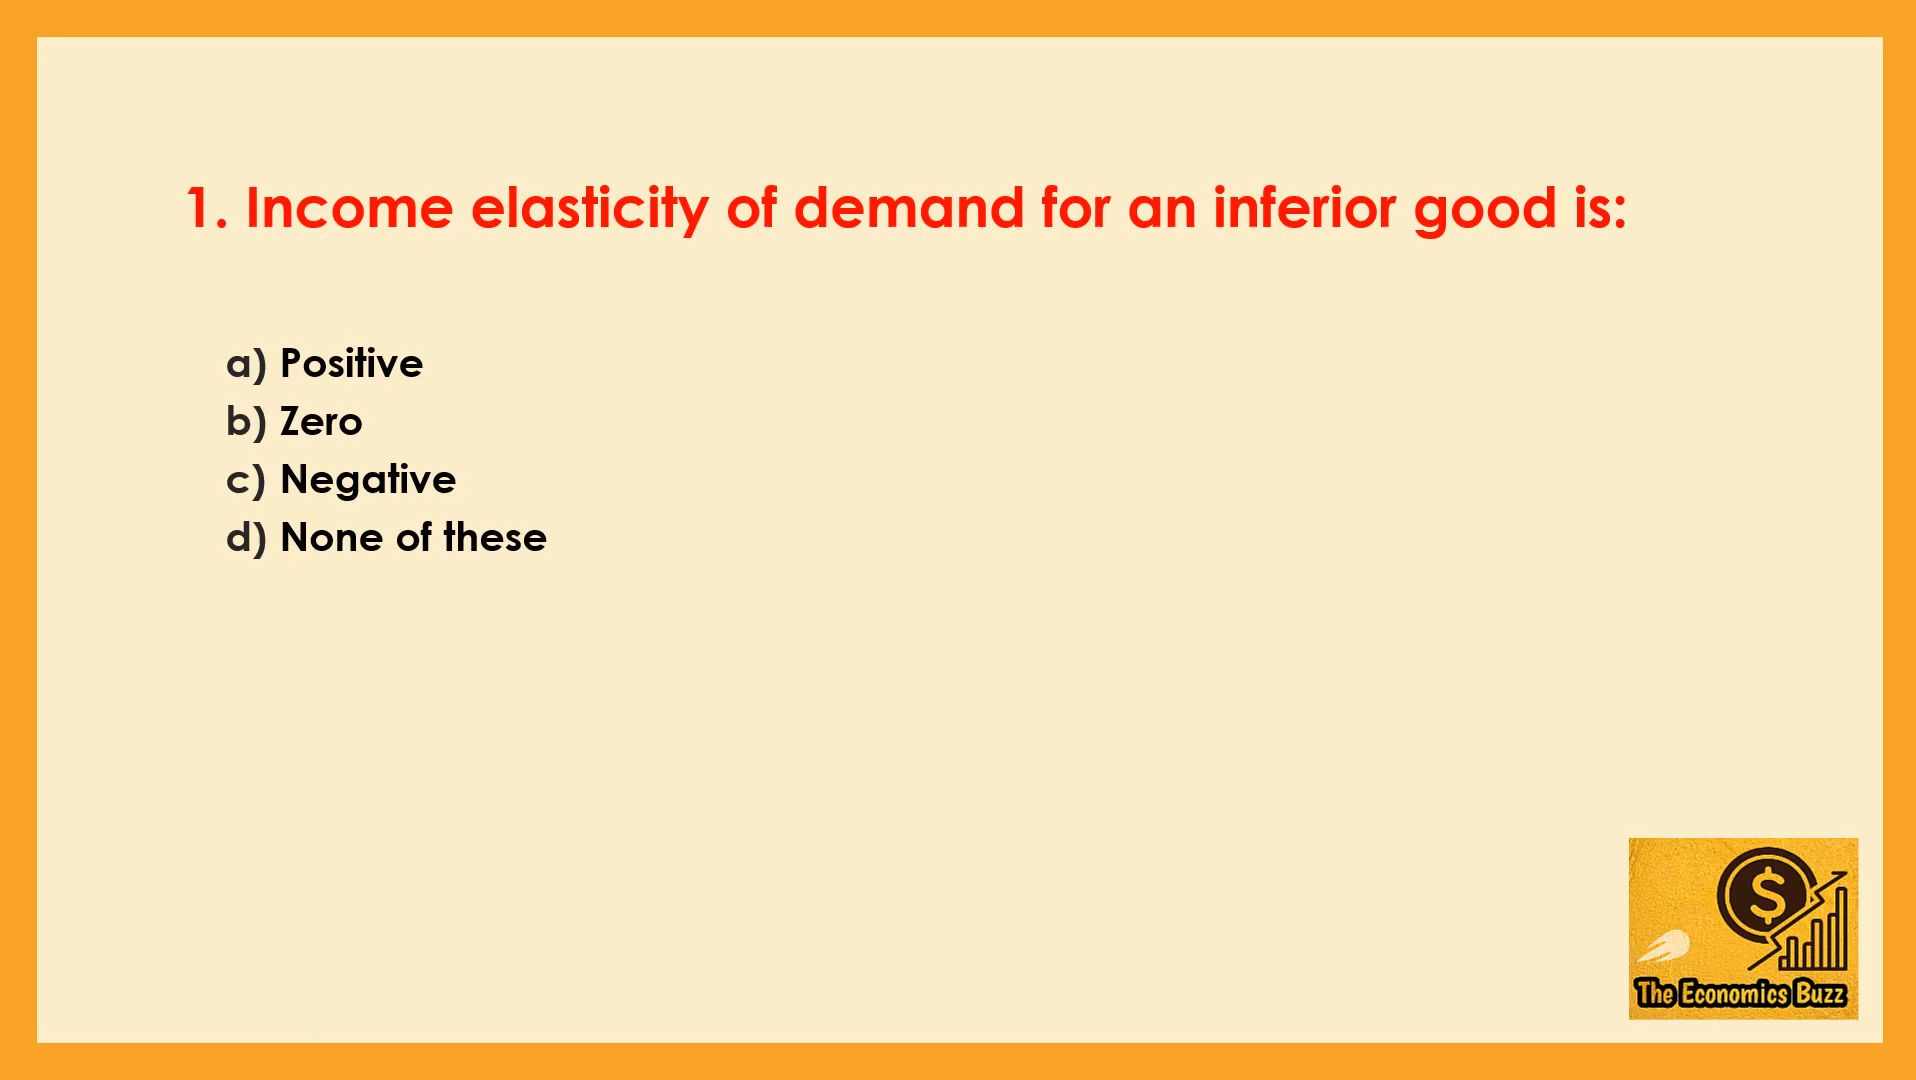 1. Income elasticity of demand for an inferior good is:
a) Positive
b) Zero
c) Negative
d) None of these
$
The Economics Buzz